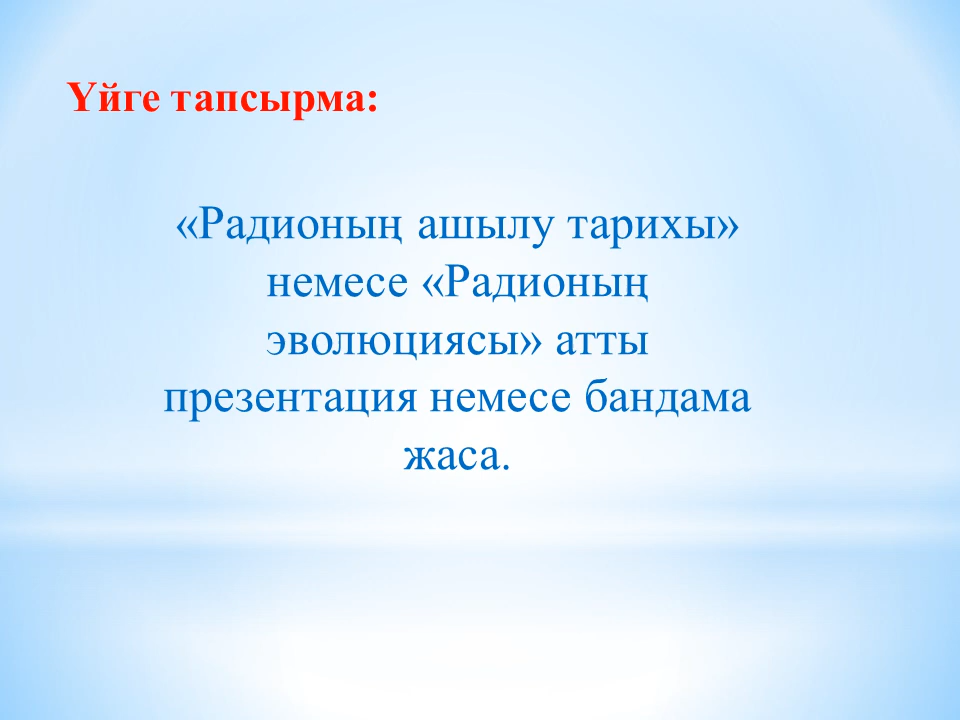 Үйге тапсырма:
«Радионың ашылу тарихы»
немесе «Радионың
эволюциясы» атты
презентация немесе бандама
жаса.